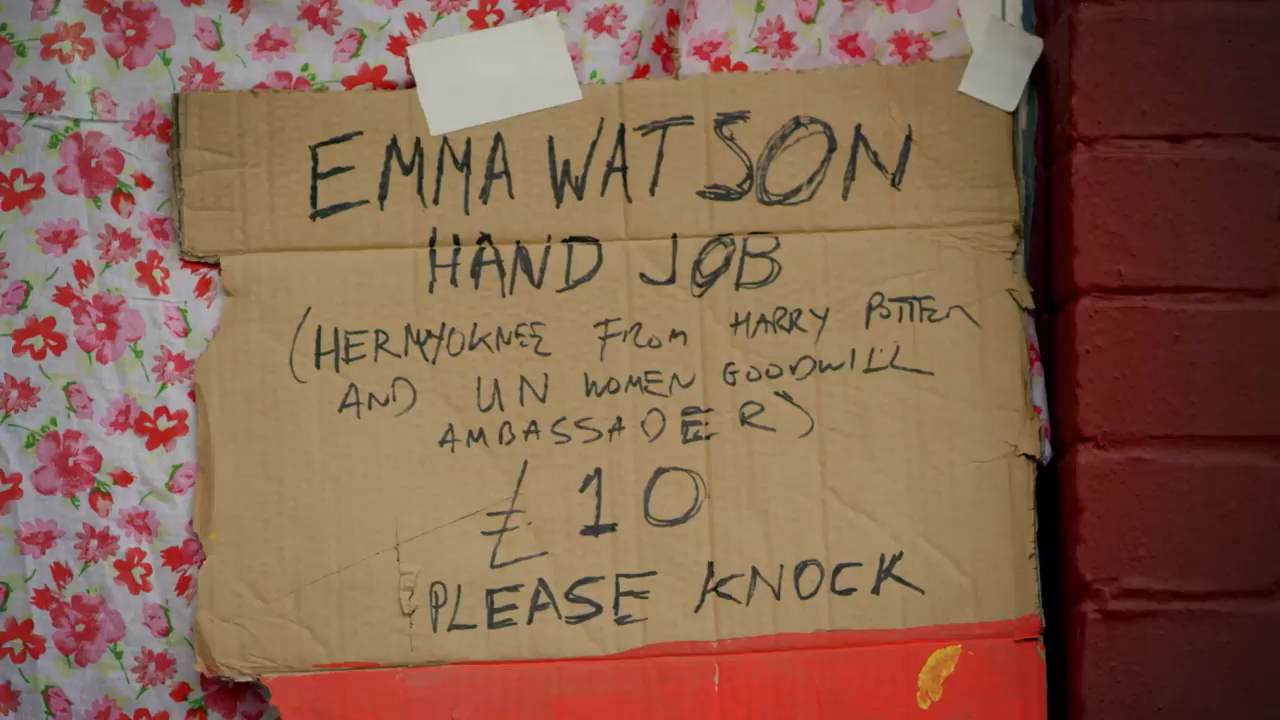 EMMA WATSON
HAND JOB
(HERMYOKNEE FROM HARRY POTTER
AND UN WOMEN GOODWILL
AMBASSADER)
£10
PLEASE KNOCK